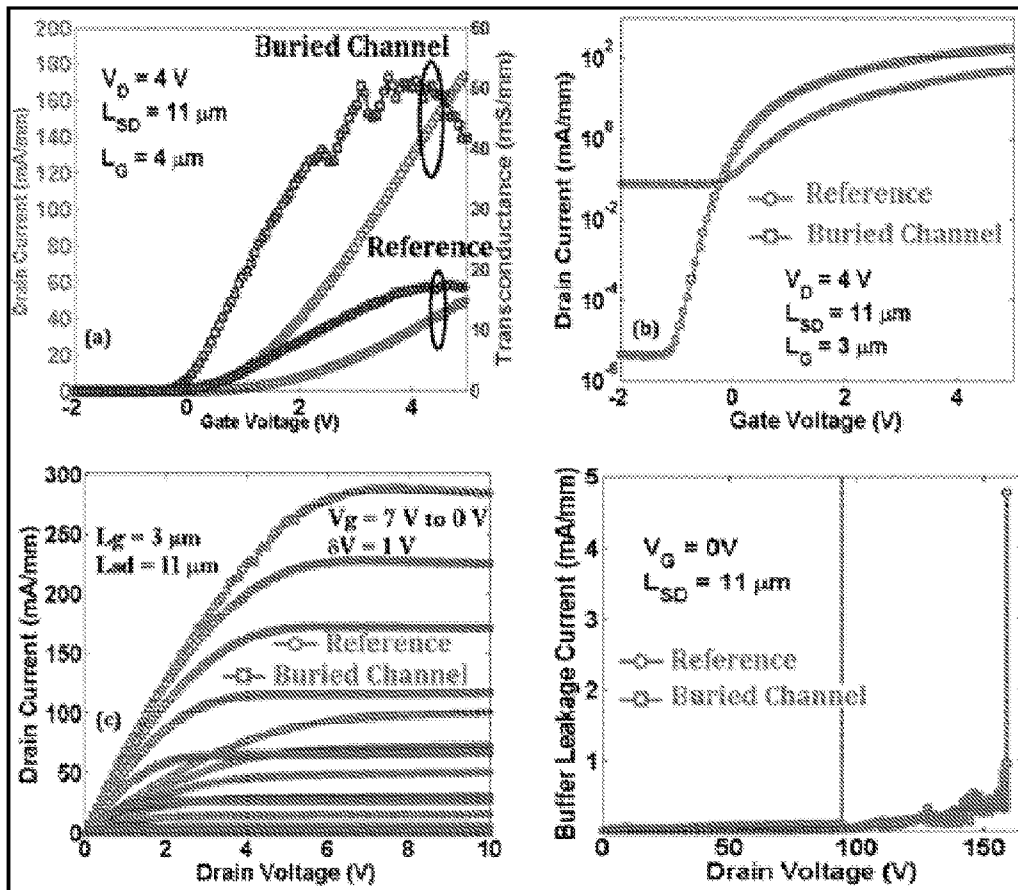 200
180
160
140
120
100
80
60
40
20
0
Drain Current (mA/mm)
Buried Channel
V_D = 4 V
L_SD = 11 μm
L_G = 4 μm
Reference
(a)
60
50
40
30
20
10
0
Transconductance (mS/mm)
-2 0 2 4
Gate Voltage (V)
10^2
10^0
10^-2
10^-4
10^-6
Drain Current (mA/mm)
Reference
Buried Channel
V_D = 4V
L_SD = 11 μm
L_G = 3 μm
(b)
-2 0 2 4
Gate Voltage (V)
300
250
200
150
100
50
0
Drain Current (mA/mm)
Lg = 3 μm
Lsd = 11 μm
Vg = 7 V to 0 V
δV = 1 V
Reference
Buried Channel
(c)
0 2 4 6 8 10
Drain Voltage (V)
5
4
3
2
1
Buffer Leakage Current (mA/mm)
V_G = 0V
L_SD = 11 μm
Reference
Buried Channel
0 50 100 150
Drain Voltage (V)